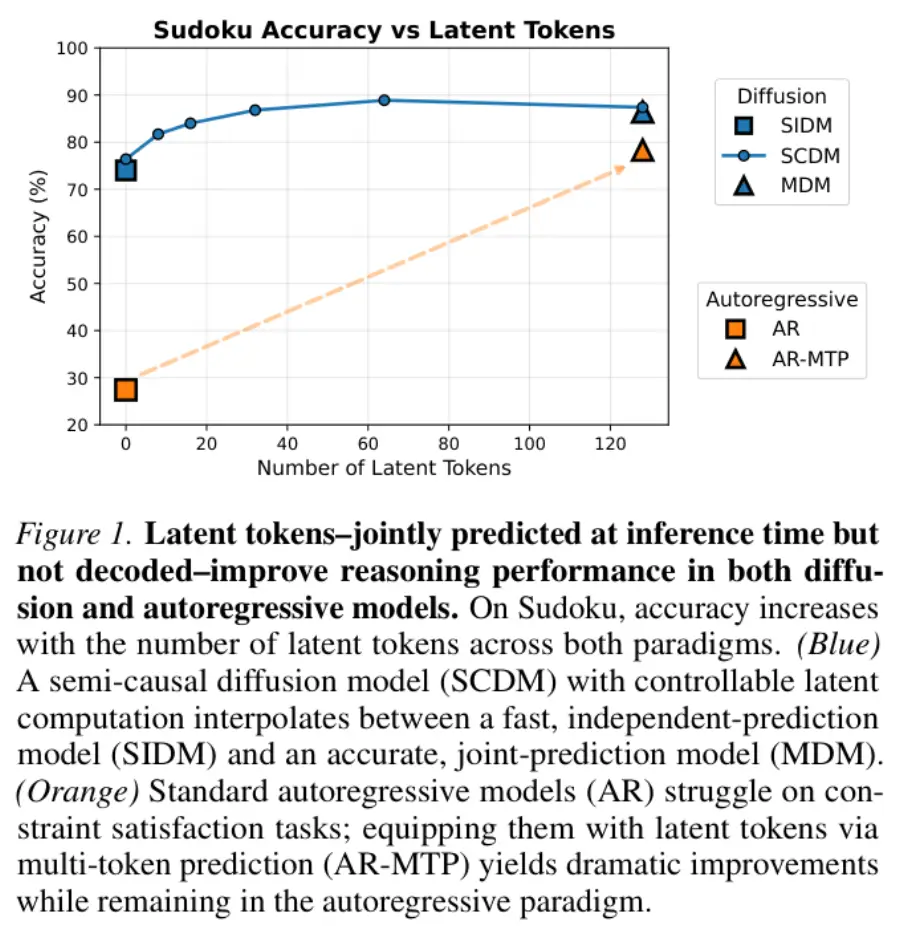 Sudoku Accuracy vs Latent Tokens
100
90
80
70
60
50
40
30
20
Accuracy (%)
0 20 40 60 80 100 120
Number of Latent Tokens
Diffusion
SIDM
SCDM
MDM
Autoregressive
AR
AR-MTP
Figure 1. Latent tokens–jointly predicted at inference time but
not decoded–improve reasoning performance in both diffu-
sion and autoregressive models. On Sudoku, accuracy increases
with the number of latent tokens across both paradigms. (Blue)
A semi-causal diffusion model (SCDM) with controllable latent
computation interpolates between a fast, independent-prediction
model (SIDM) and an accurate, joint-prediction model (MDM).
(Orange) Standard autoregressive models (AR) struggle on con-
straint satisfaction tasks; equipping them with latent tokens via
multi-token prediction (AR-MTP) yields dramatic improvements
while remaining in the autoregressive paradigm.